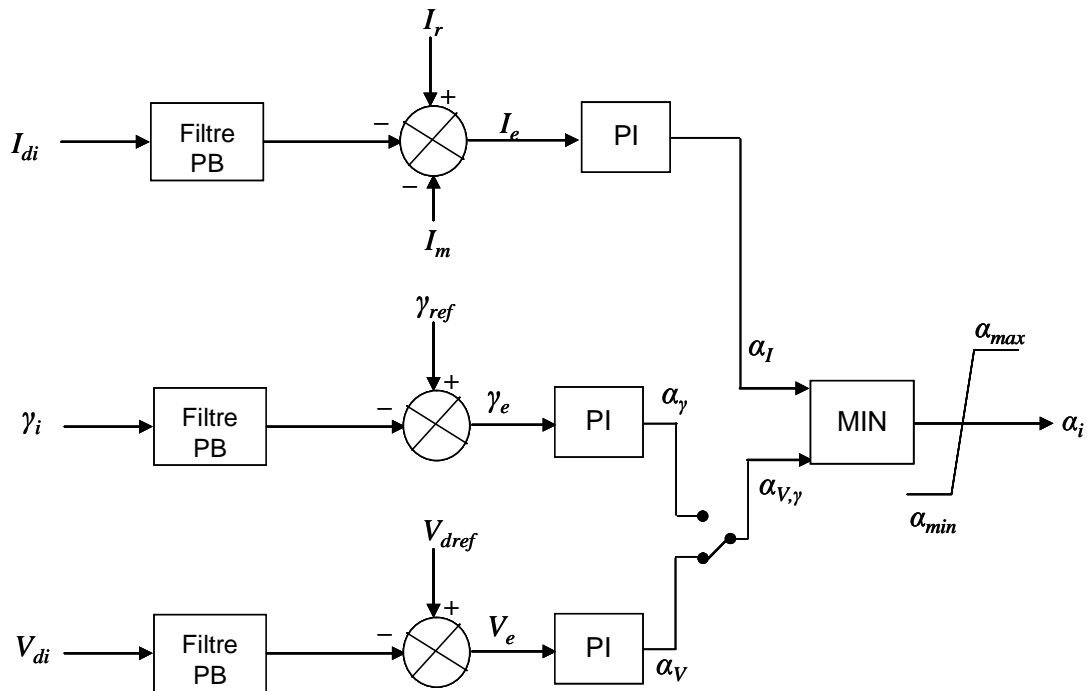 I_r
+
I_di
Filtre
PB
−
I_e
PI
−
I_m
γ_ref
+
γ_i
Filtre
PB
−
γ_e
PI
α_γ
α_I
MIN
α_max
α_i
α_V,γ
α_min
V_dref
+
V_di
Filtre
PB
−
V_e
PI
α_V